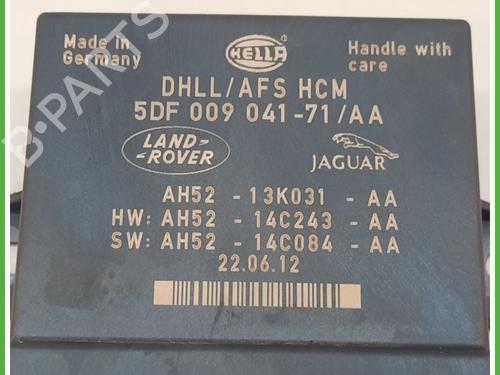 Made in
Germany
HELLA
Handle with
care
DHLL/AFS HCM
5DF 009 041-71/AA
LAND-
-ROVER
JAGUAR
AH52 - 13K031 - AA
HW: AH52 - 14C243 - AA
SW: AH52 - 14C084 - AA
22.06.12